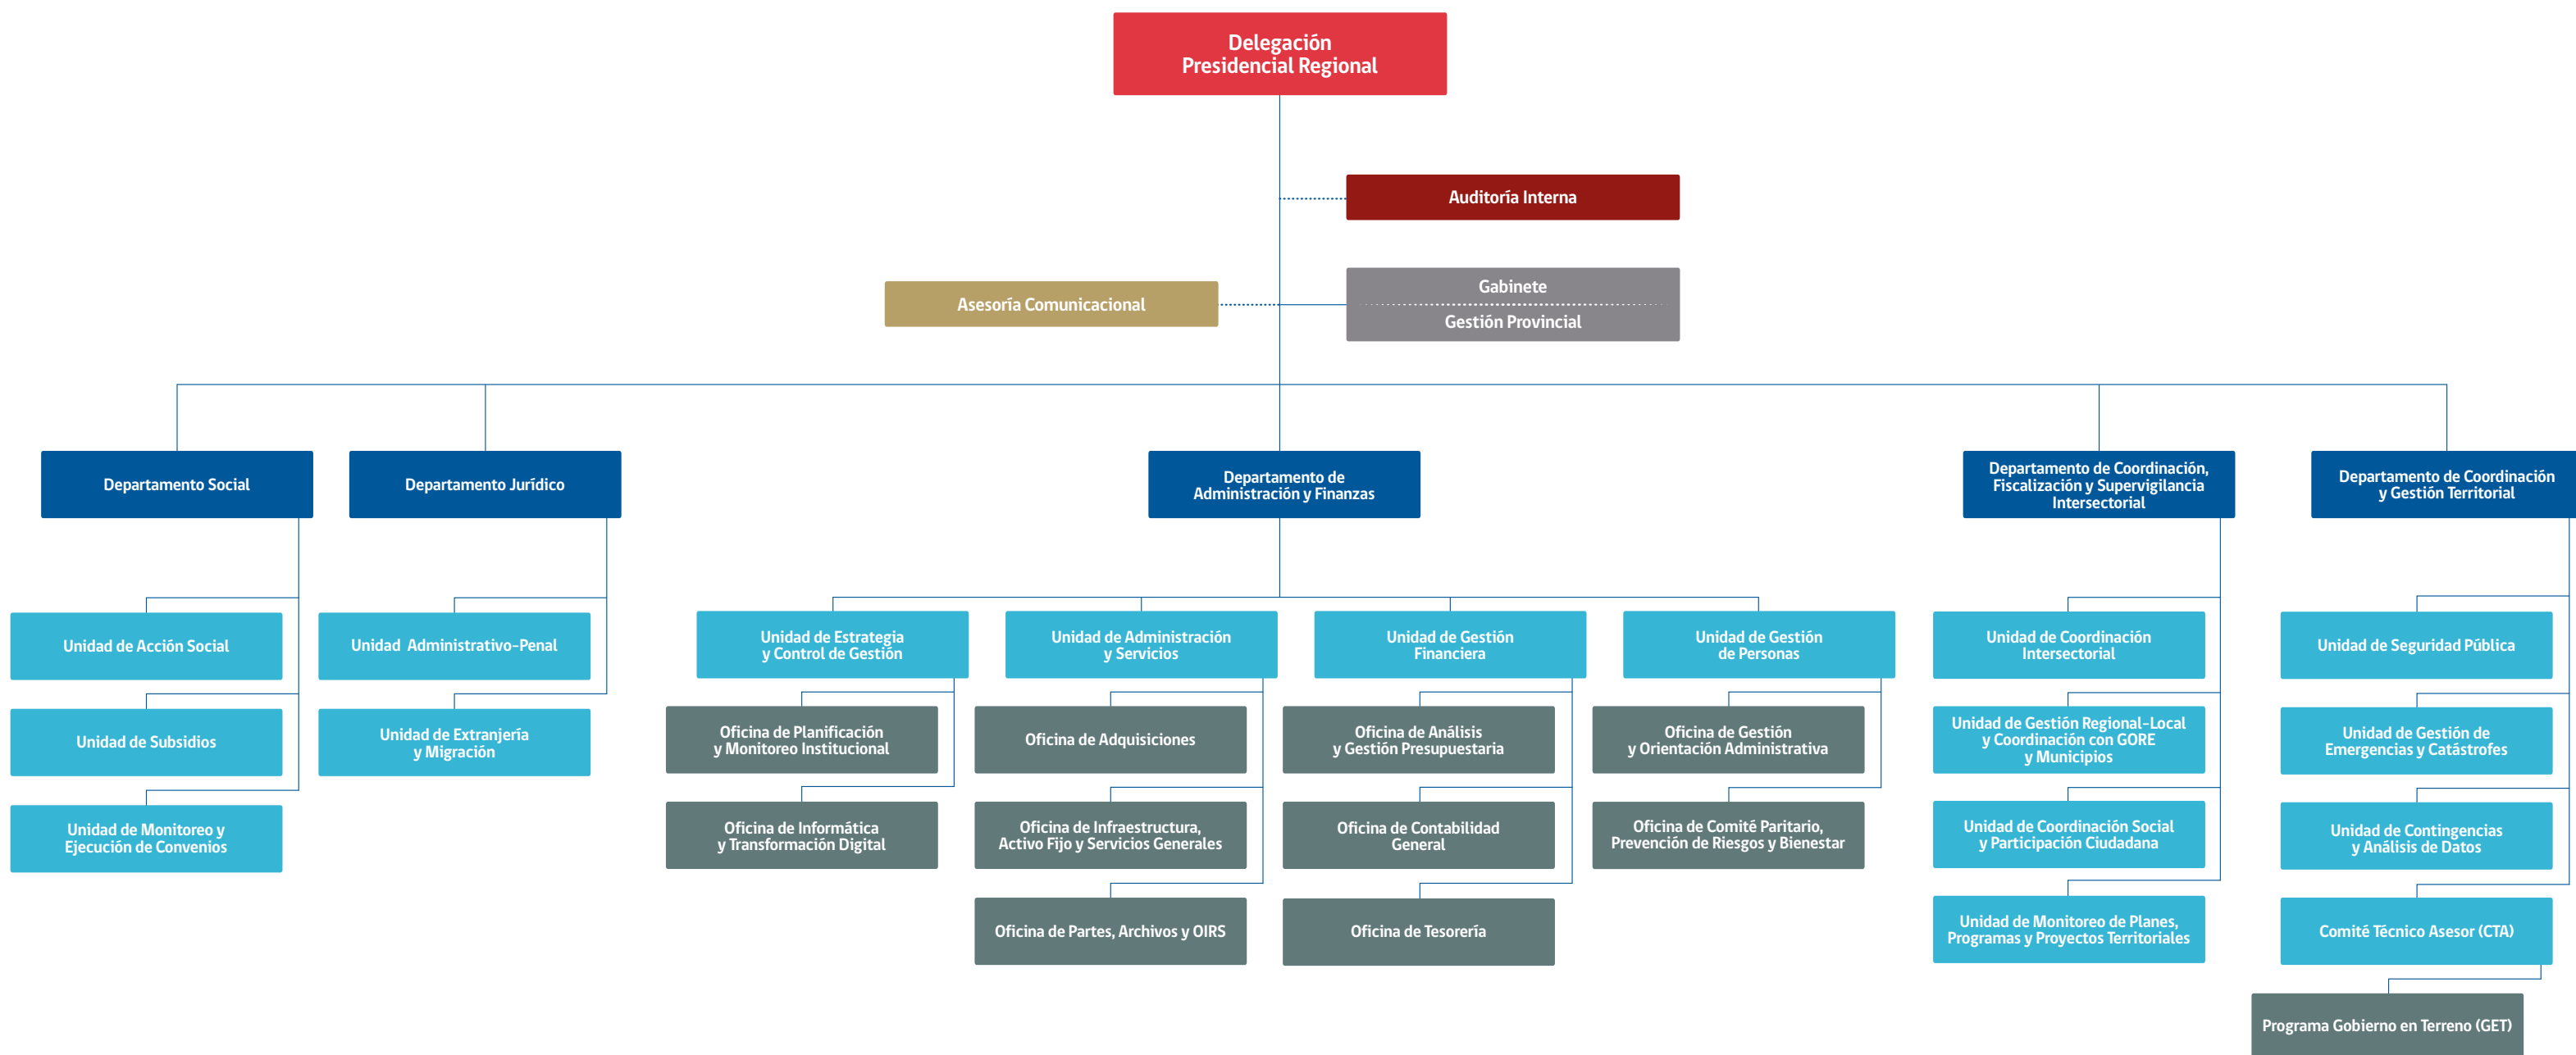 Delegación
Presidencial Regional
Auditoría Interna
Asesoría Comunicacional
Gabinete
Gestión Provincial
Departamento Social
Departamento Jurídico
Departamento de
Administración y Finanzas
Departamento de Coordinación,
Fiscalización y Supervigilancia
Intersectorial
Departamento de Coordinación
y Gestión Territorial
Unidad de Acción Social
Unidad de Subsidios
Unidad de Monitoreo y
Ejecución de Convenios
Unidad Administrativo-Penal
Unidad de Extranjería
y Migración
Unidad de Estrategia
y Control de Gestión
Oficina de Planificación
y Monitoreo Institucional
Oficina de Informática
y Transformación Digital
Unidad de Administración
y Servicios
Oficina de Adquisiciones
Oficina de Infraestructura,
Activo Fijo y Servicios Generales
Oficina de Partes, Archivos y OIRS
Unidad de Gestión
Financiera
Oficina de Análisis
y Gestión Presupuestaria
Oficina de Contabilidad
General
Oficina de Tesorería
Unidad de Gestión
de Personas
Oficina de Gestión
y Orientación Administrativa
Oficina de Comité Paritario,
Prevención de Riesgos y Bienestar
Unidad de Coordinación
Intersectorial
Unidad de Gestión Regional-Local
y Coordinación con GORE
y Municipios
Unidad de Coordinación Social
y Participación Ciudadana
Unidad de Monitoreo de Planes,
Programas y Proyectos Territoriales
Unidad de Seguridad Pública
Unidad de Gestión de
Emergencias y Catástrofes
Unidad de Contingencias
y Análisis de Datos
Comité Técnico Asesor (CTA)
Programa Gobierno en Terreno (GET)